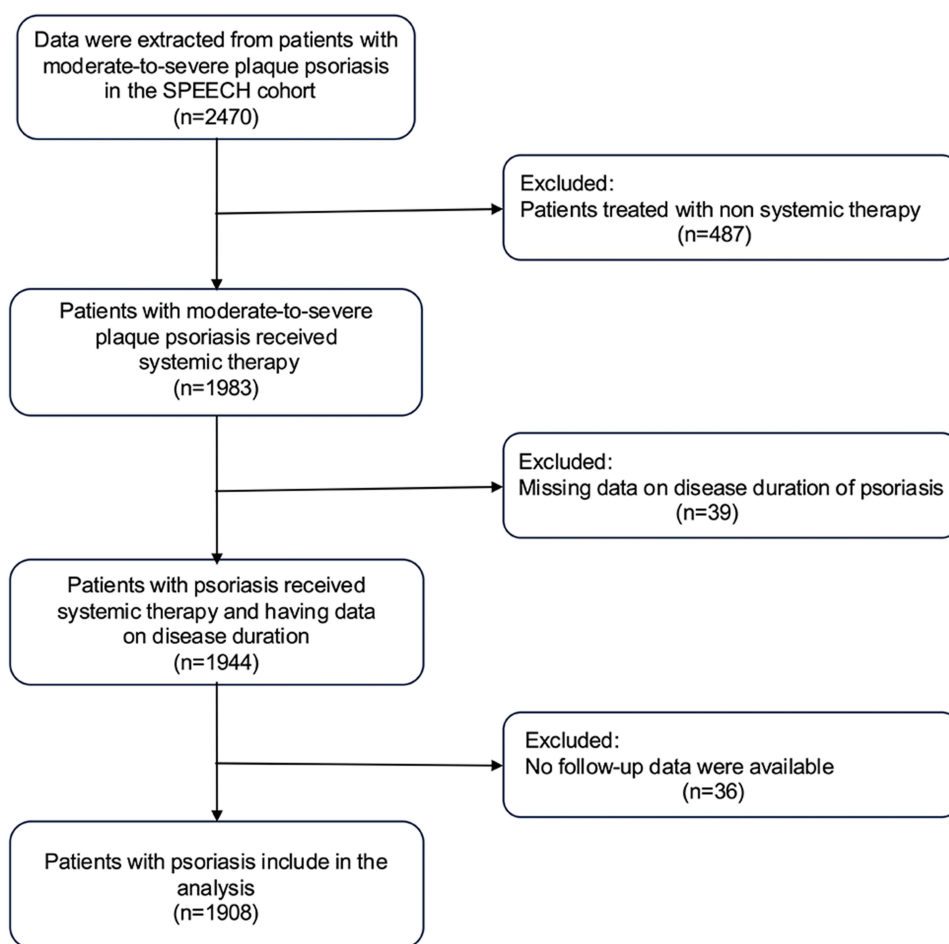 Data were extracted from patients with
moderate-to-severe plaque psoriasis
in the SPEECH cohort
(n=2470)
Excluded:
Patients treated with non systemic therapy
(n=487)
Patients with moderate-to-severe
plaque psoriasis received
systemic therapy
(n=1983)
Excluded:
Missing data on disease duration of psoriasis
(n=39)
Patients with psoriasis received
systemic therapy and having data
on disease duration
(n=1944)
Excluded:
No follow-up data were available
(n=36)
Patients with psoriasis include in the
analysis
(n=1908)